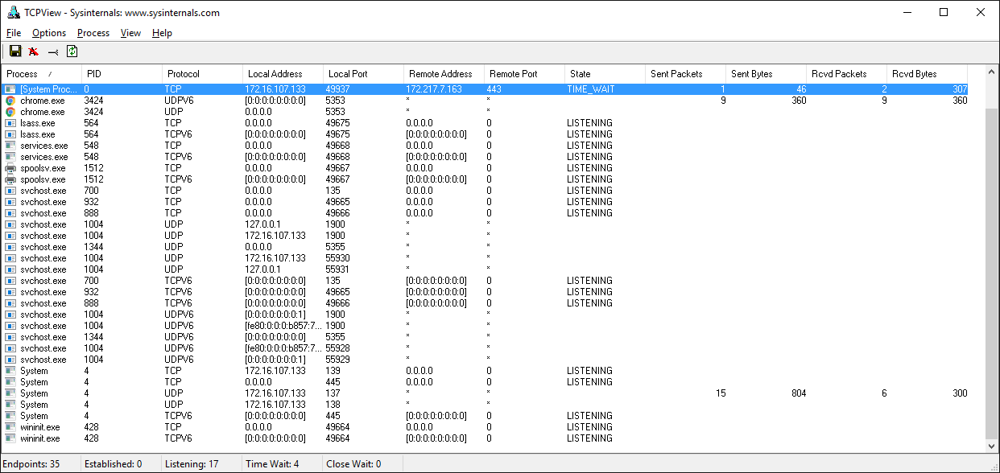 TCPView - Sysinternals: www.sysinternals.com
File Options Process View Help
Process / PID Protocol Local Address Local Port Remote Address Remote Port State Sent Packets Sent Bytes Rcvd Packets Rcvd Bytes
[System Proc... 0 TCP 172.16.107.133 49937 172.217.7.163 443 TIME_WAIT 1 46 2 307
chrome.exe 3424 UDPV6 [0:0:0:0:0:0:0:0] 5353 * * 9 360 9 360
chrome.exe 3424 UDP 0.0.0.0 5353 * *
lsass.exe 564 TCP 0.0.0.0 49675 0.0.0.0 0 LISTENING
lsass.exe 564 TCPV6 [0:0:0:0:0:0:0:0] 49675 [0:0:0:0:0:0:0:0] 0 LISTENING
services.exe 548 TCP 0.0.0.0 49668 0.0.0.0 0 LISTENING
services.exe 548 TCPV6 [0:0:0:0:0:0:0:0] 49668 [0:0:0:0:0:0:0:0] 0 LISTENING
spoolsv.exe 1512 TCP 0.0.0.0 49667 0.0.0.0 0 LISTENING
spoolsv.exe 1512 TCPV6 [0:0:0:0:0:0:0:0] 49667 [0:0:0:0:0:0:0:0] 0 LISTENING
svchost.exe 700 TCP 0.0.0.0 135 0.0.0.0 0 LISTENING
svchost.exe 932 TCP 0.0.0.0 49665 0.0.0.0 0 LISTENING
svchost.exe 888 TCP 0.0.0.0 49666 0.0.0.0 0 LISTENING
svchost.exe 1004 UDP 127.0.0.1 1900 * *
svchost.exe 1004 UDP 172.16.107.133 1900 * *
svchost.exe 1344 UDP 0.0.0.0 5355 * *
svchost.exe 1004 UDP 172.16.107.133 55930 * *
svchost.exe 1004 UDP 127.0.0.1 55931 * *
svchost.exe 700 TCPV6 [0:0:0:0:0:0:0:0] 135 [0:0:0:0:0:0:0:0] 0 LISTENING
svchost.exe 932 TCPV6 [0:0:0:0:0:0:0:0] 49665 [0:0:0:0:0:0:0:0] 0 LISTENING
svchost.exe 888 TCPV6 [0:0:0:0:0:0:0:0] 49666 [0:0:0:0:0:0:0:0] 0 LISTENING
svchost.exe 1004 UDPV6 [0:0:0:0:0:0:0:1] 1900 * *
svchost.exe 1004 UDPV6 [fe80:0:0:0:b857:7... 1900 * *
svchost.exe 1344 UDPV6 [0:0:0:0:0:0:0:0] 5355 * *
svchost.exe 1004 UDPV6 [fe80:0:0:0:b857:7... 55928 * *
svchost.exe 1004 UDPV6 [0:0:0:0:0:0:0:1] 55929 * *
System 4 TCP 172.16.107.133 139 0.0.0.0 0 LISTENING
System 4 TCP 0.0.0.0 445 0.0.0.0 0 LISTENING
System 4 UDP 172.16.107.133 137 * * 15 804 6 300
System 4 UDP 172.16.107.133 138 * *
System 4 TCPV6 [0:0:0:0:0:0:0:0] 445 [0:0:0:0:0:0:0:0] 0 LISTENING
wininit.exe 428 TCP 0.0.0.0 49664 0.0.0.0 0 LISTENING
wininit.exe 428 TCPV6 [0:0:0:0:0:0:0:0] 49664 [0:0:0:0:0:0:0:0] 0 LISTENING
Endpoints: 35 Established: 0 Listening: 17 Time Wait: 4 Close Wait: 0